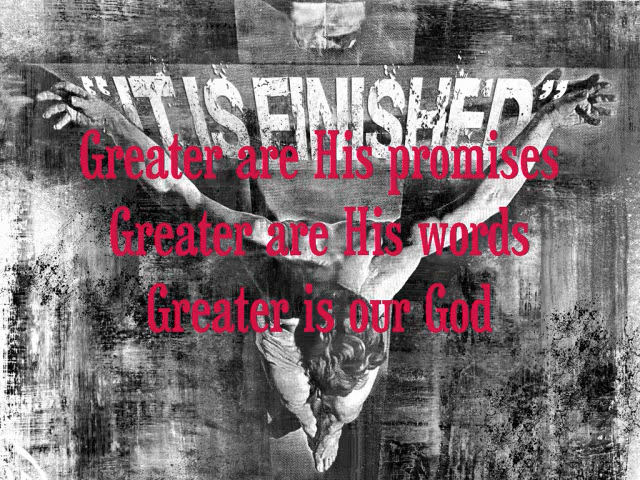 "IT IS FINISHED"
Greater are His promises
Greater are His words
Greater is our God